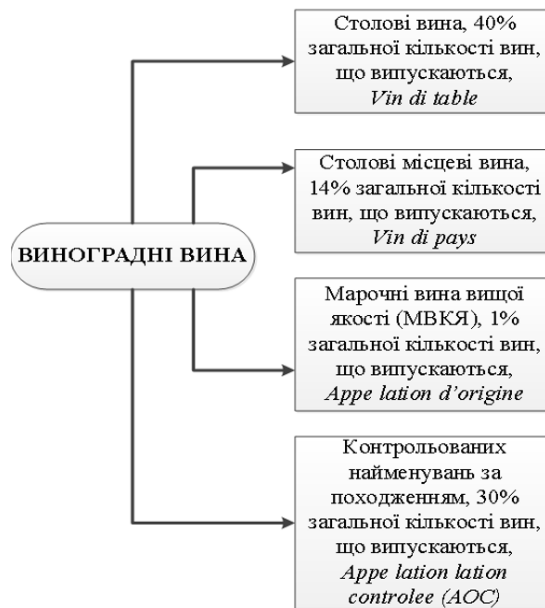 Столові вина, 40%
загальної кількості вин,
що випускаються,
Vin di table
Столові місцеві вина,
14% загальної кількості
вин, що випускаються,
Vin di pays
ВИНОГРАДНІ ВИНА
Марочні вина вищої
якості (МВКЯ), 1%
загальної кількості вин,
що випускаються,
Appe lation d’origine
Контрольованих
найменувань за
походженням, 30%
загальної кількості вин,
що випускаються,
Appe lation lation
controlee (AOC)